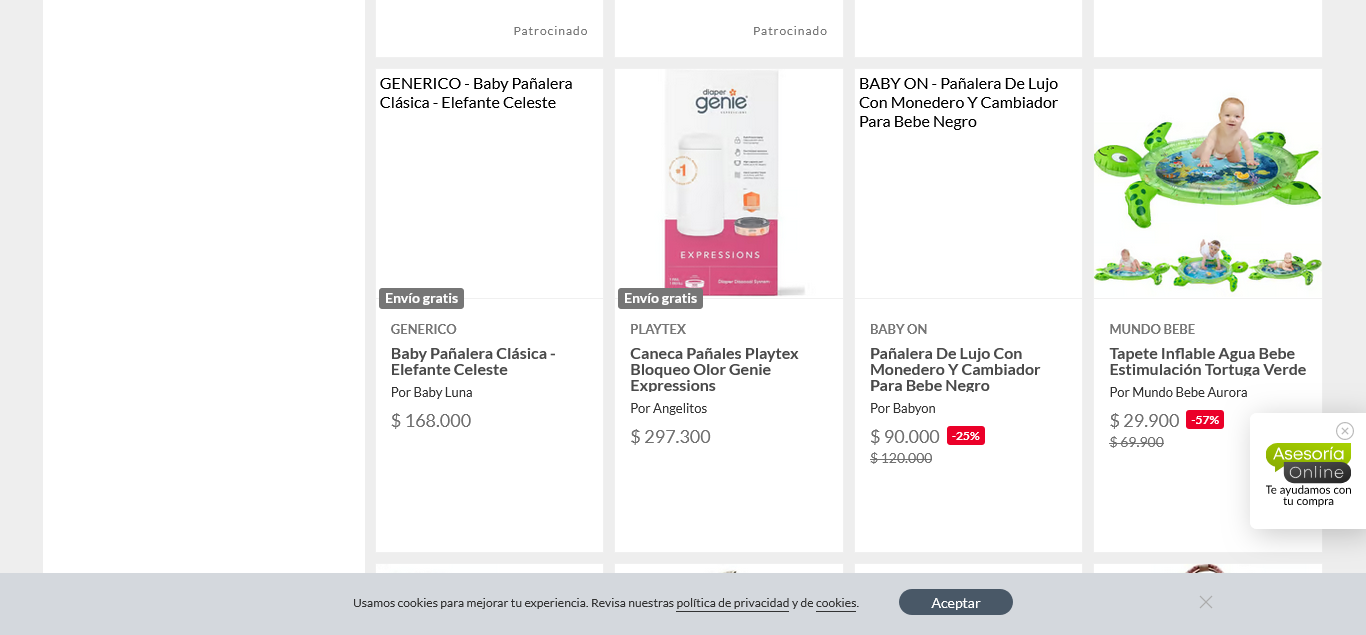 Patrocinado
Patrocinado
GENERICO - Baby Pañalera
Clásica - Elefante Celeste
Envío gratis
GENERICO
Baby Pañalera Clásica -
Elefante Celeste
Por Baby Luna
$ 168.000
diaper
genie
EXPRESSIONS
#1
EXPRESSIONS
Diaper Disposal System
Envío gratis
PLAYTEX
Caneca Pañales Playtex
Bloqueo Olor Genie
Expressions
Por Angelitos
$ 297.300
BABY ON - Pañalera De Lujo
Con Monedero Y Cambiador
Para Bebe Negro
BABY ON
Pañalera De Lujo Con
Monedero Y Cambiador
Para Bebe Negro
Por Babyon
$ 90.000 -25%
$ 120.000
MUNDO BEBE
Tapete Inflable Agua Bebe
Estimulación Tortuga Verde
Por Mundo Bebe Aurora
$ 29.900 -57%
$ 69.900
Asesoría
Online
Te ayudamos con
tu compra
Usamos cookies para mejorar tu experiencia. Revisa nuestras política de privacidad y de cookies.
Aceptar